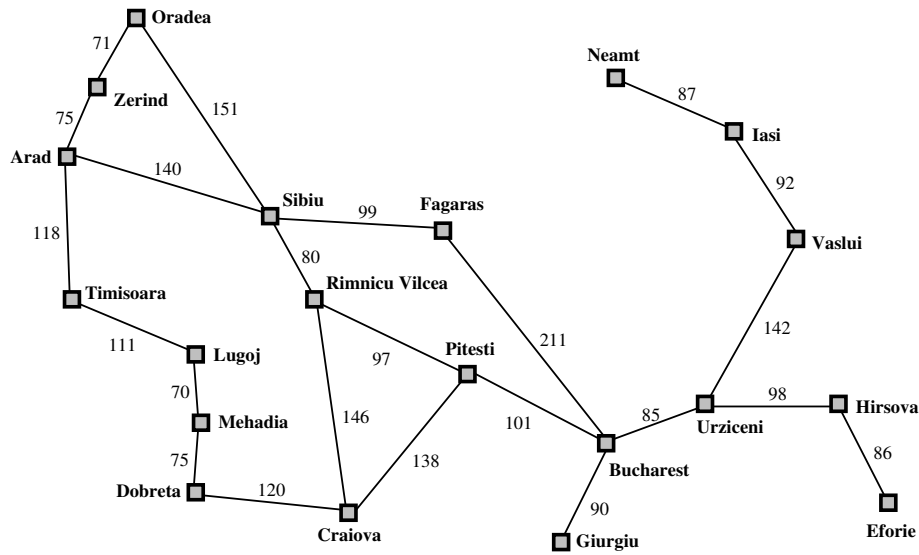 Oradea
71
Neamt
Zerind
87
151
75
Iasi
Arad
140
92
Sibiu
Fagaras
99
118
Vaslui
80
Timisoara
Rimnicu Vilcea
142
111
Lugoj
97
Pitesti
211
70
98
Hirsova
146
101
85
Urziceni
Mehadia
138
86
75
Bucharest
Dobreta
120
90
Craiova
Giurgiu
Eforie